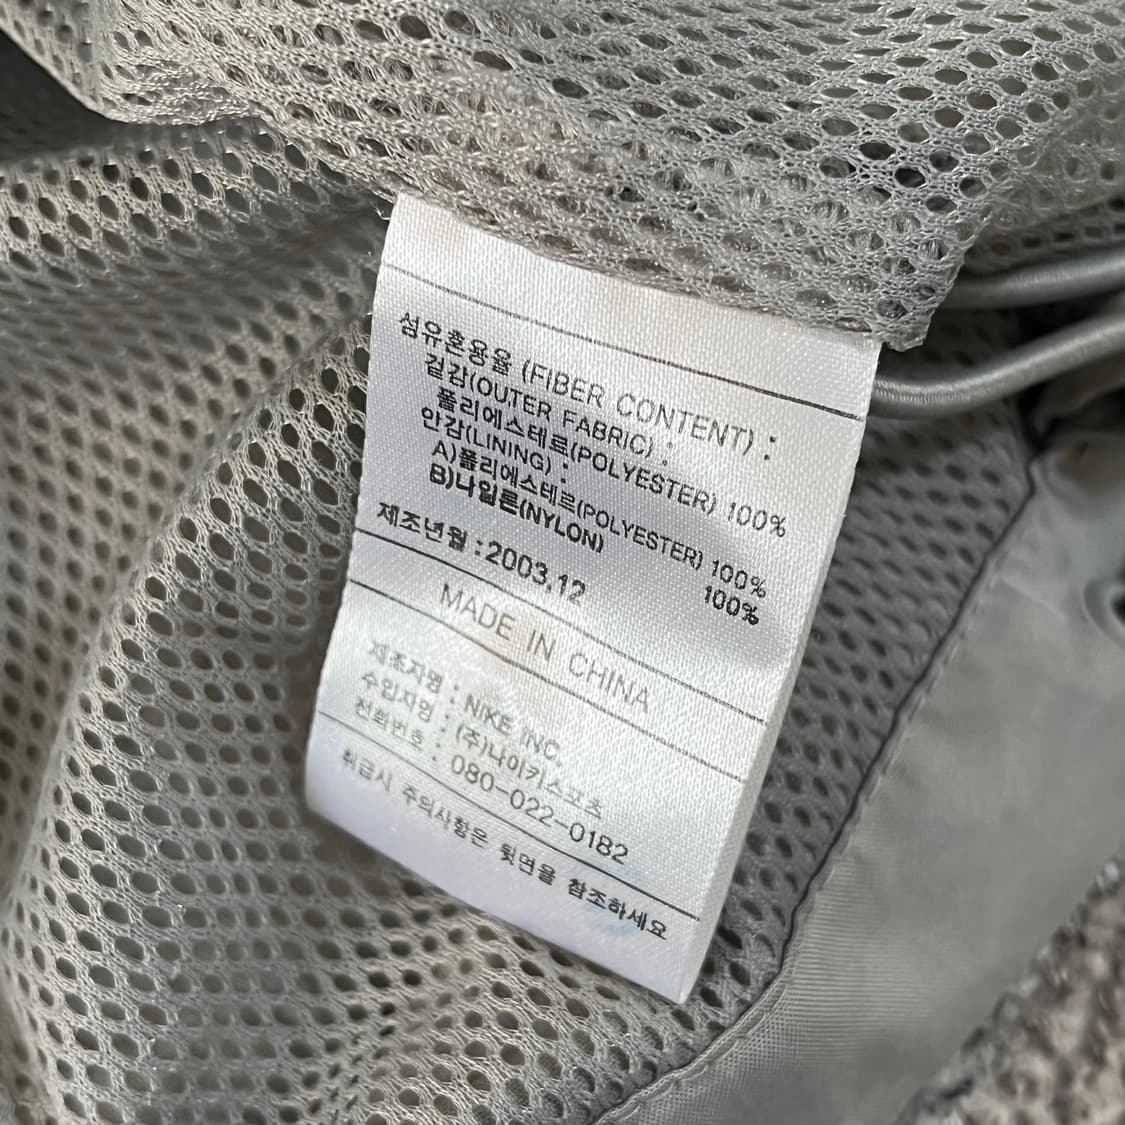 섬유혼용율 (FIBER CONTENT) :
겉감(OUTER FABRIC) :
폴리에스테르(POLYESTER) 100%
안감(LINING) :
A)폴리에스테르(POLYESTER) 100%
B)나일론(NYLON) 100%
제조년월 : 2003.12
MADE IN CHINA
제조자명 : NIKE INC.
수입자명 : (주)나이키스포츠
전화번호 : 080-022-0182
취급시 주의사항은 뒷면을 참조하세요